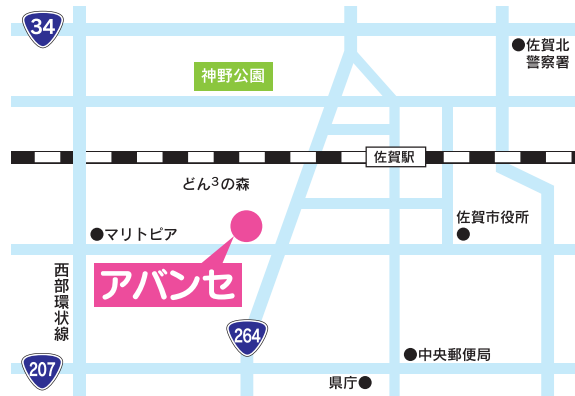 34
佐賀北
警察署
神野公園
佐賀駅
どん3の森
佐賀市役所
マリトピア
アバンセ
西部環状線
264
中央郵便局
207
県庁